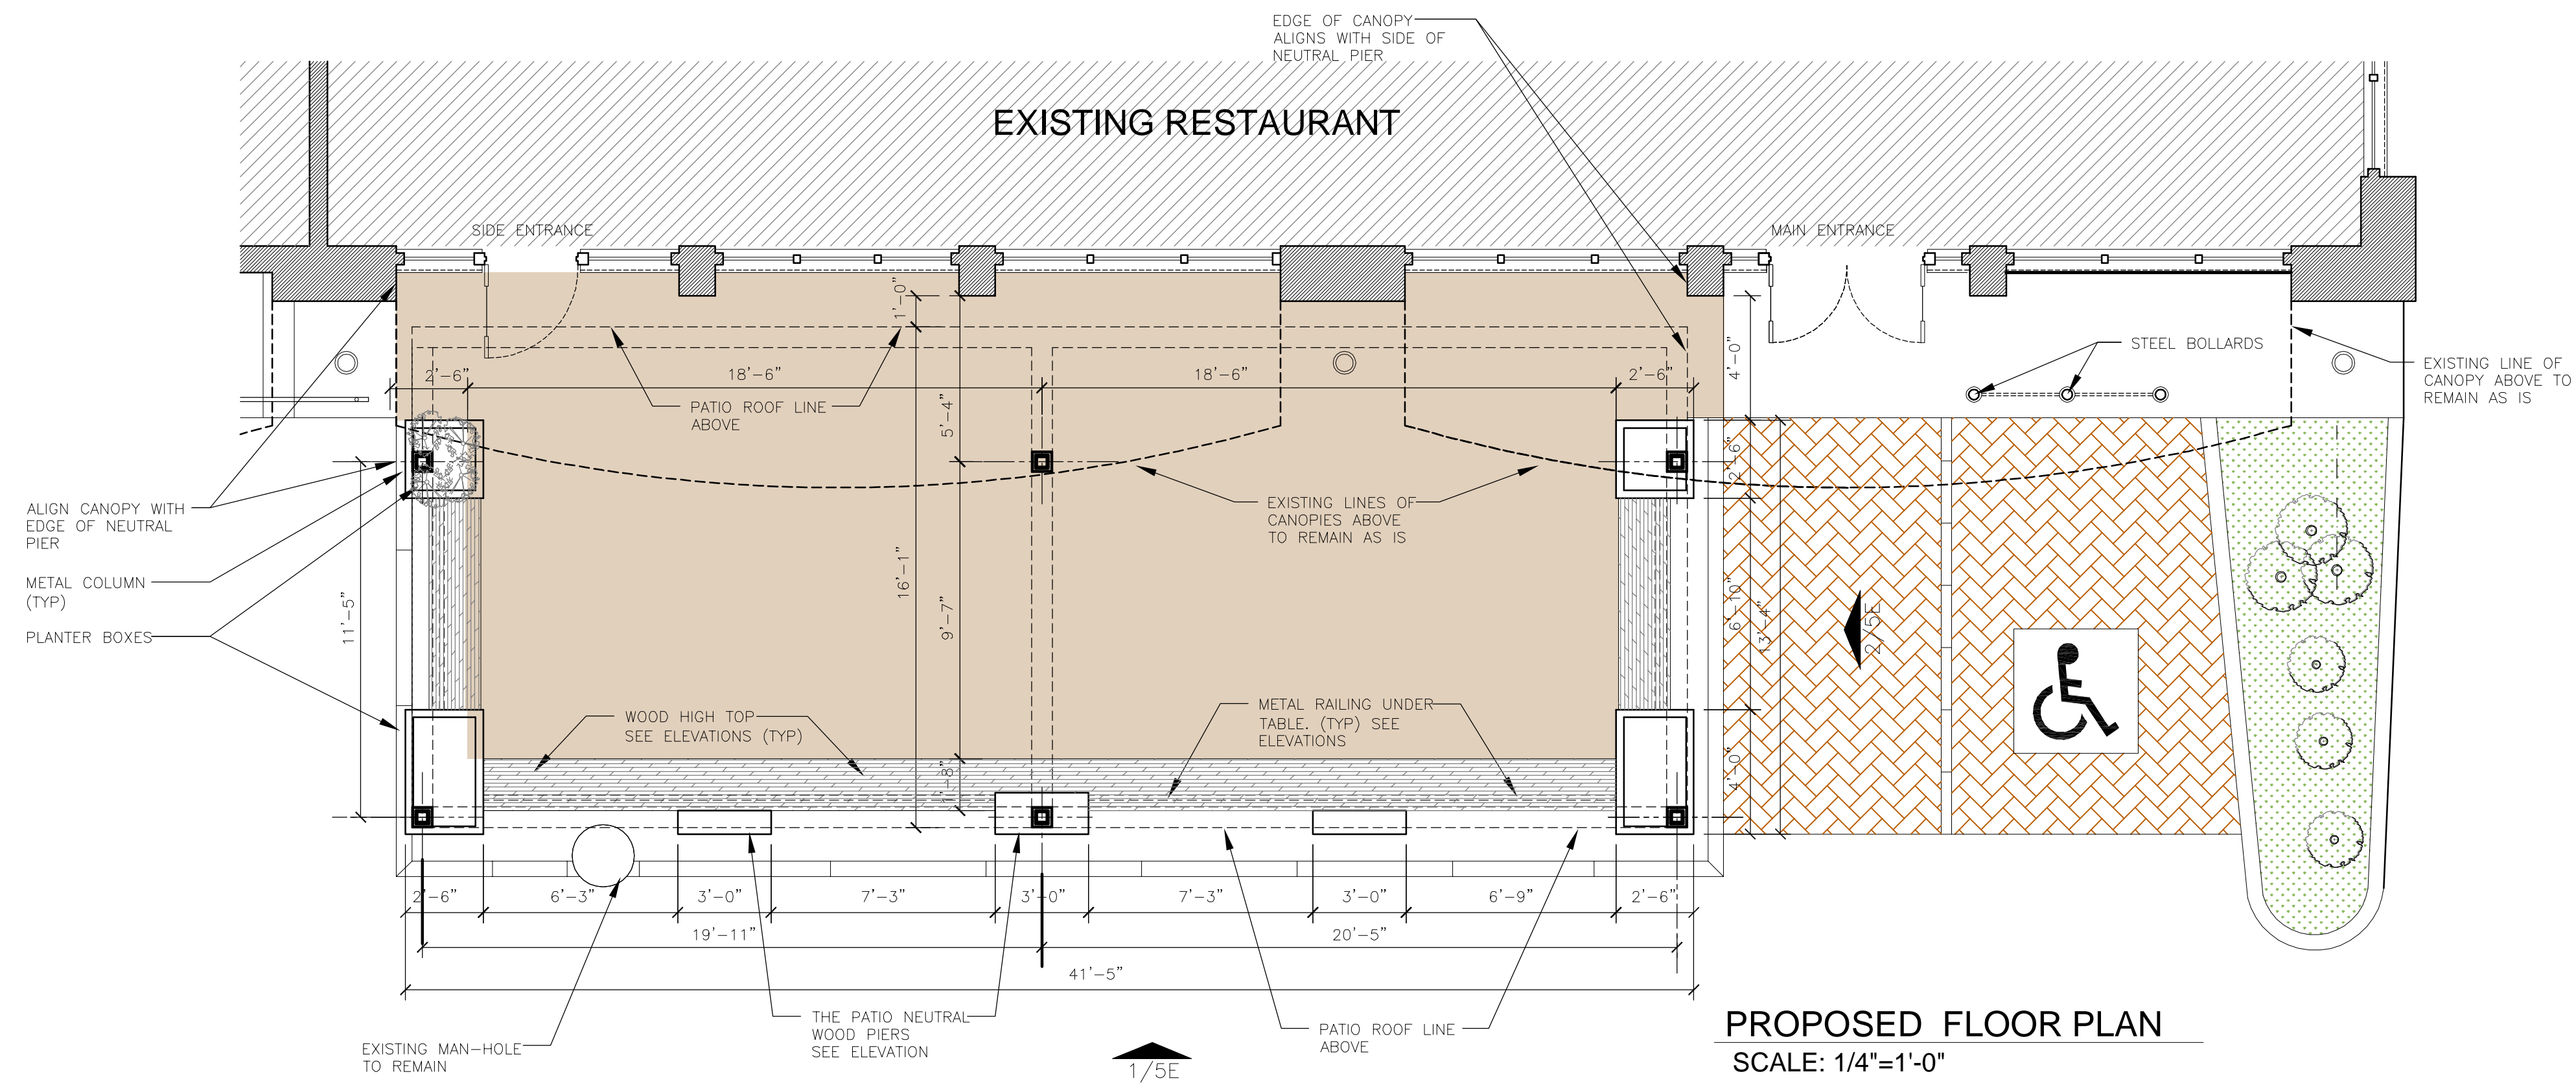 EDGE OF CANOPY
ALIGNS WITH SIDE OF
NEUTRAL PIER
EXISTING RESTAURANT
SIDE ENTRANCE
MAIN ENTRANCE
1'-0"
4'-0"
STEEL BOLLARDS
EXISTING LINE OF
CANOPY ABOVE TO
REMAIN AS IS
2'-6"
18'-6"
18'-6"
2'-6"
PATIO ROOF LINE
ABOVE
5'-4"
2'-6"
EXISTING LINES OF
CANOPIES ABOVE
TO REMAIN AS IS
ALIGN CANOPY WITH
EDGE OF NEUTRAL
PIER
METAL COLUMN
(TYP)
PLANTER BOXES
11'-5"
16'-1"
9'-7"
6'-10"
13'-4"
2/5E
WOOD HIGH TOP
SEE ELEVATIONS (TYP)
METAL RAILING UNDER
TABLE. (TYP) SEE
ELEVATIONS
1'-8"
4'-0"
2'-6"
6'-3"
3'-0"
7'-3"
3'-0"
7'-3"
3'-0"
6'-9"
2'-6"
19'-11"
20'-5"
41'-5"
THE PATIO NEUTRAL
WOOD PIERS
SEE ELEVATION
PATIO ROOF LINE
ABOVE
EXISTING MAN-HOLE
TO REMAIN
1/5E
PROPOSED FLOOR PLAN
SCALE: 1/4"=1'-0"